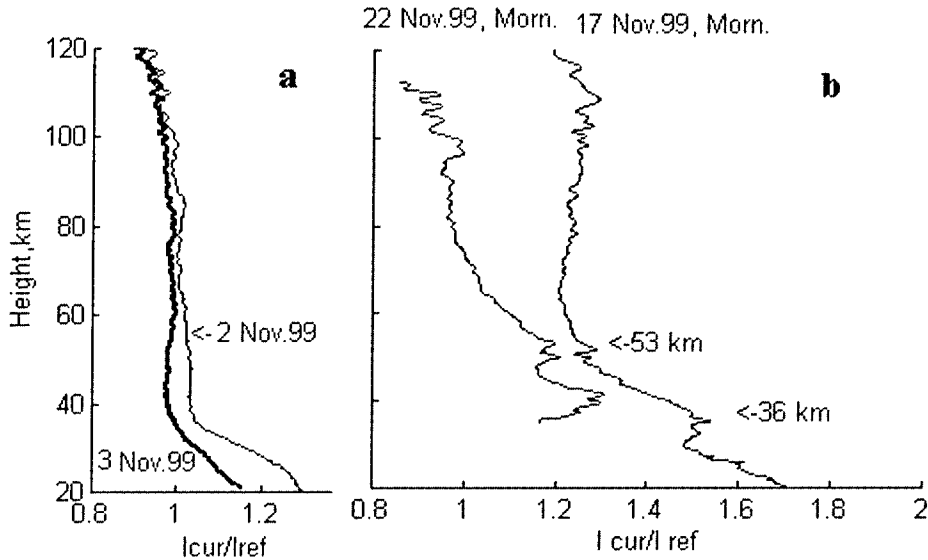 22 Nov.99, Morn. 17 Nov.99, Morn.
a
b
120
100
80
60
40
20
Height,km
<-2 Nov.99
3 Nov.99
<-53 km
<-36 km
0.8 1 1.2
0.8 1 1.2 1.4 1.6 1.8 2
Icur/Iref
I cur/I ref